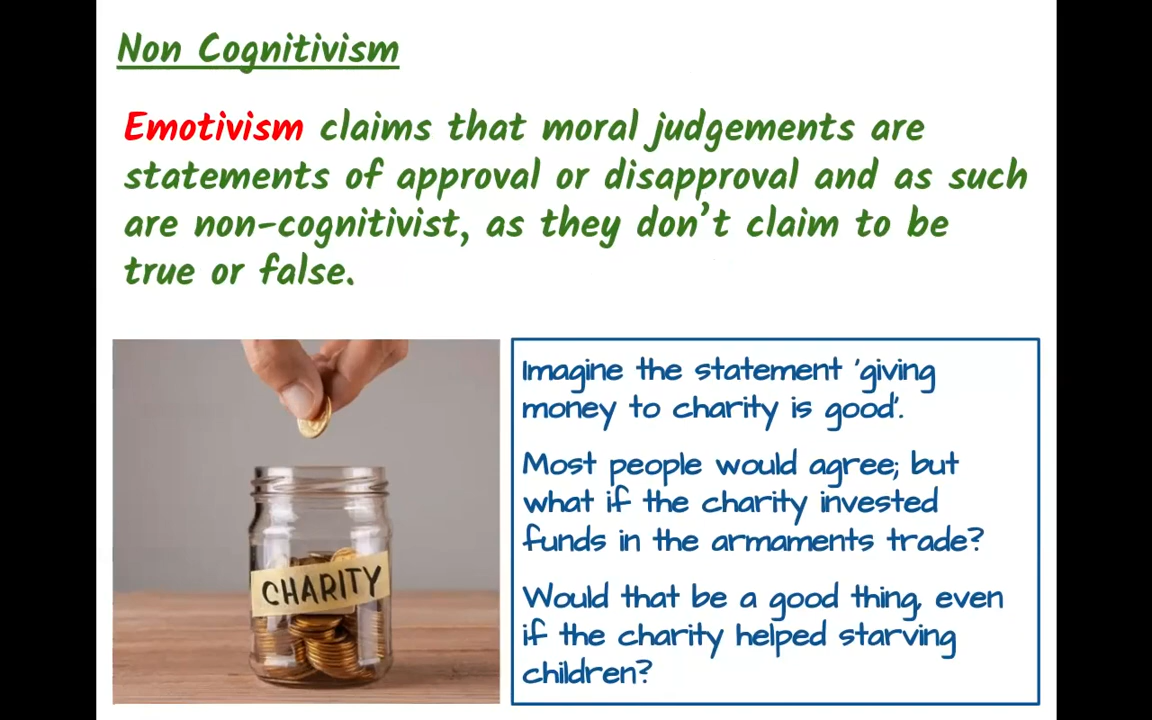 Non Cognitivism
Emotivism claims that moral judgements are
statements of approval or disapproval and as such
are non-cognitivist, as they don't claim to be
true or false.
CHARITY
Imagine the statement 'giving
money to charity is good'.
Most people would agree; but
what if the charity invested
funds in the armaments trade?
Would that be a good thing, even
if the charity helped starving
children?